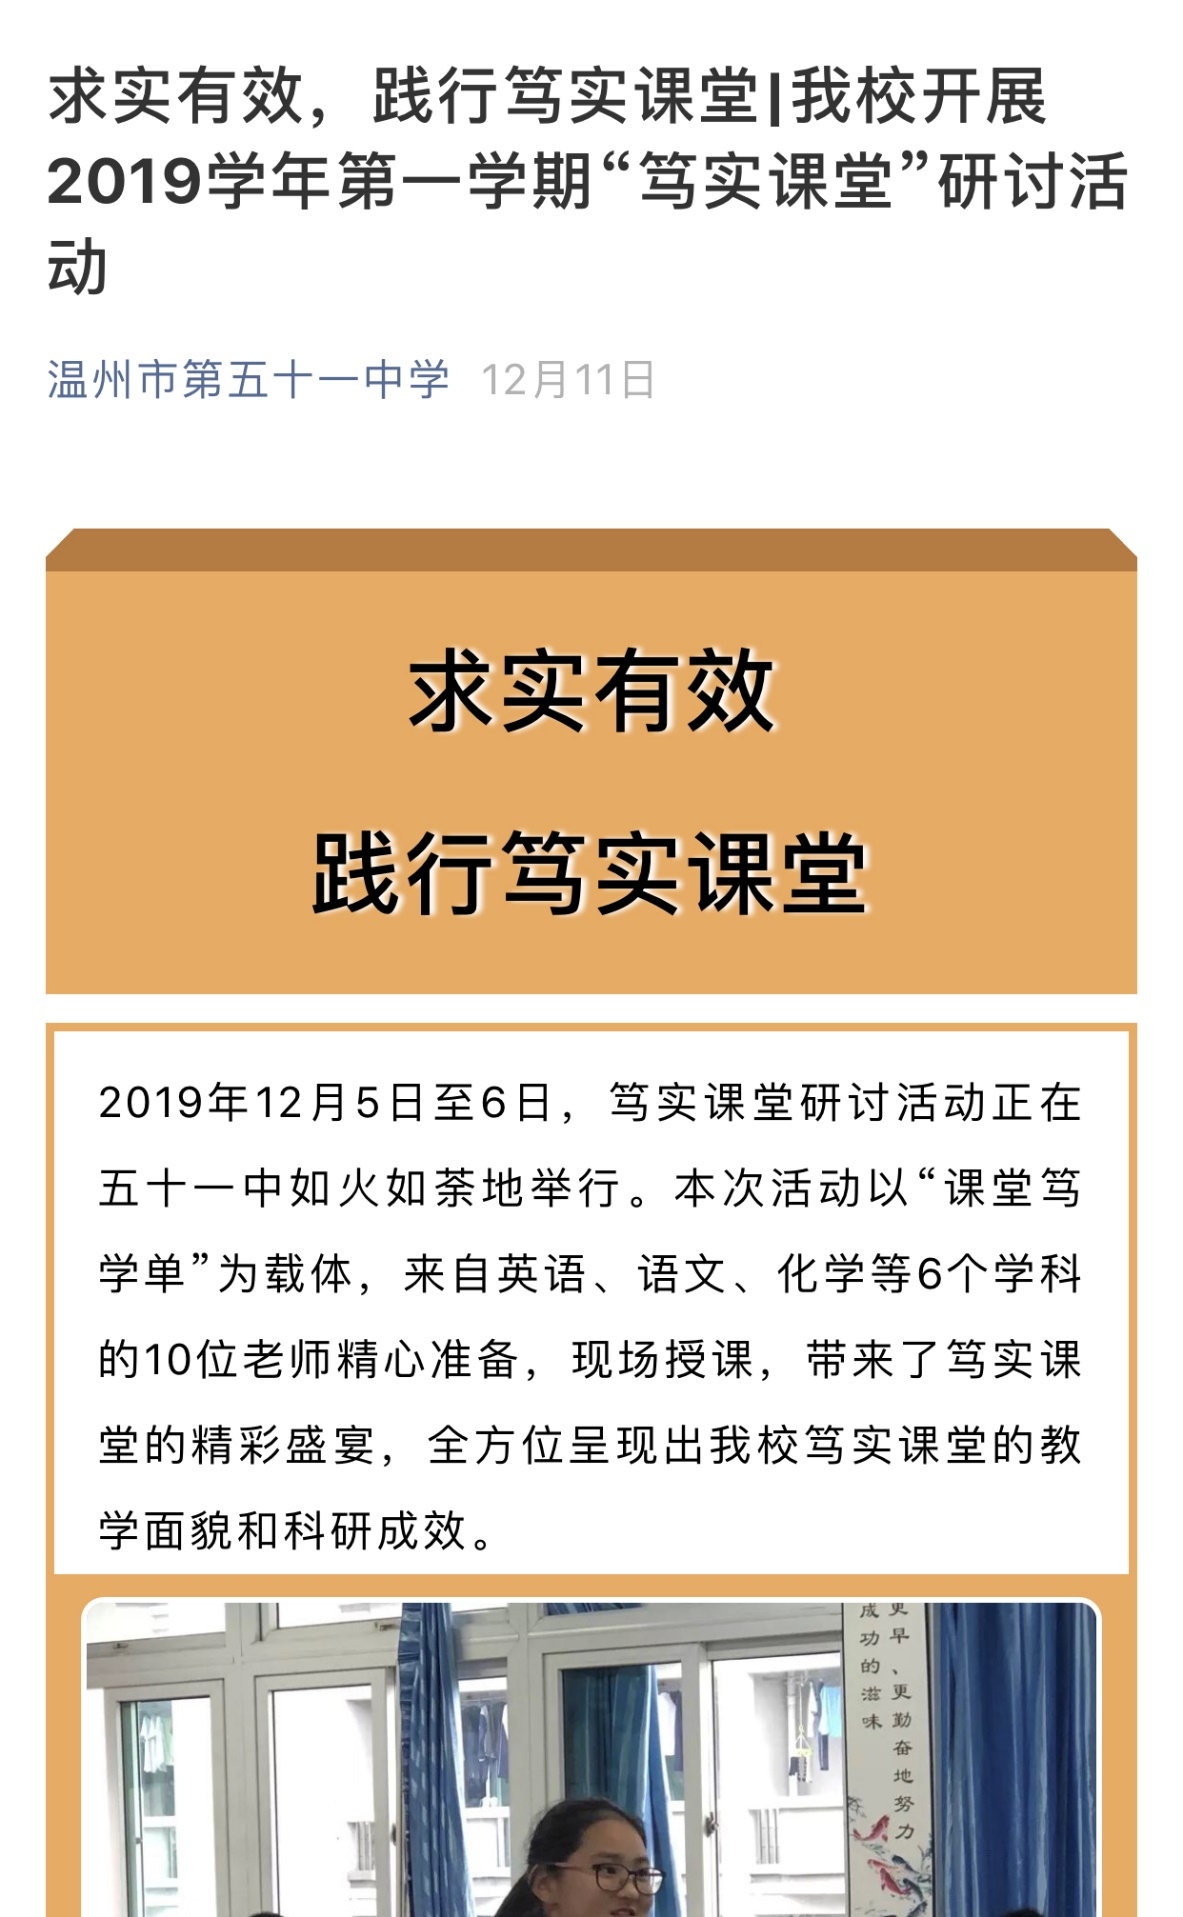 求实有效，践行笃实课堂|我校开展
2019学年第一学期“笃实课堂”研讨活
动
温州市第五十一中学 12月11日
求实有效
践行笃实课堂
2019年12月5日至6日，笃实课堂研讨活动正在
五十一中如火如荼地举行。本次活动以“课堂笃
学单”为载体，来自英语、语文、化学等6个学科
的10位老师精心准备，现场授课，带来了笃实课
堂的精彩盛宴，全方位呈现出我校笃实课堂的教
学面貌和科研成效。
更早、更勤奋地努力
成功的滋味